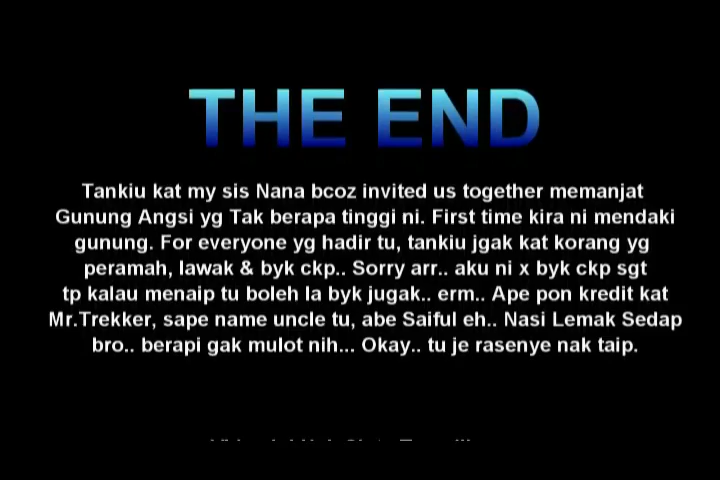 THE END
Tankiu kat my sis Nana bcoz invited us together memanjat
Gunung Angsi yg Tak berapa tinggi ni. First time kira ni mendaki
gunung. For everyone yg hadir tu, tankiu jgak kat korang yg
peramah, lawak & byk ckp.. Sorry arr.. aku ni x byk ckp sgt
tp kalau menaip tu boleh la byk jugak.. erm.. Ape pon kredit kat
Mr.Trekker, sape name uncle tu, abe Saiful eh.. Nasi Lemak Sedap
bro.. berapi gak mulot nih... Okay.. tu je rasenye nak taip.